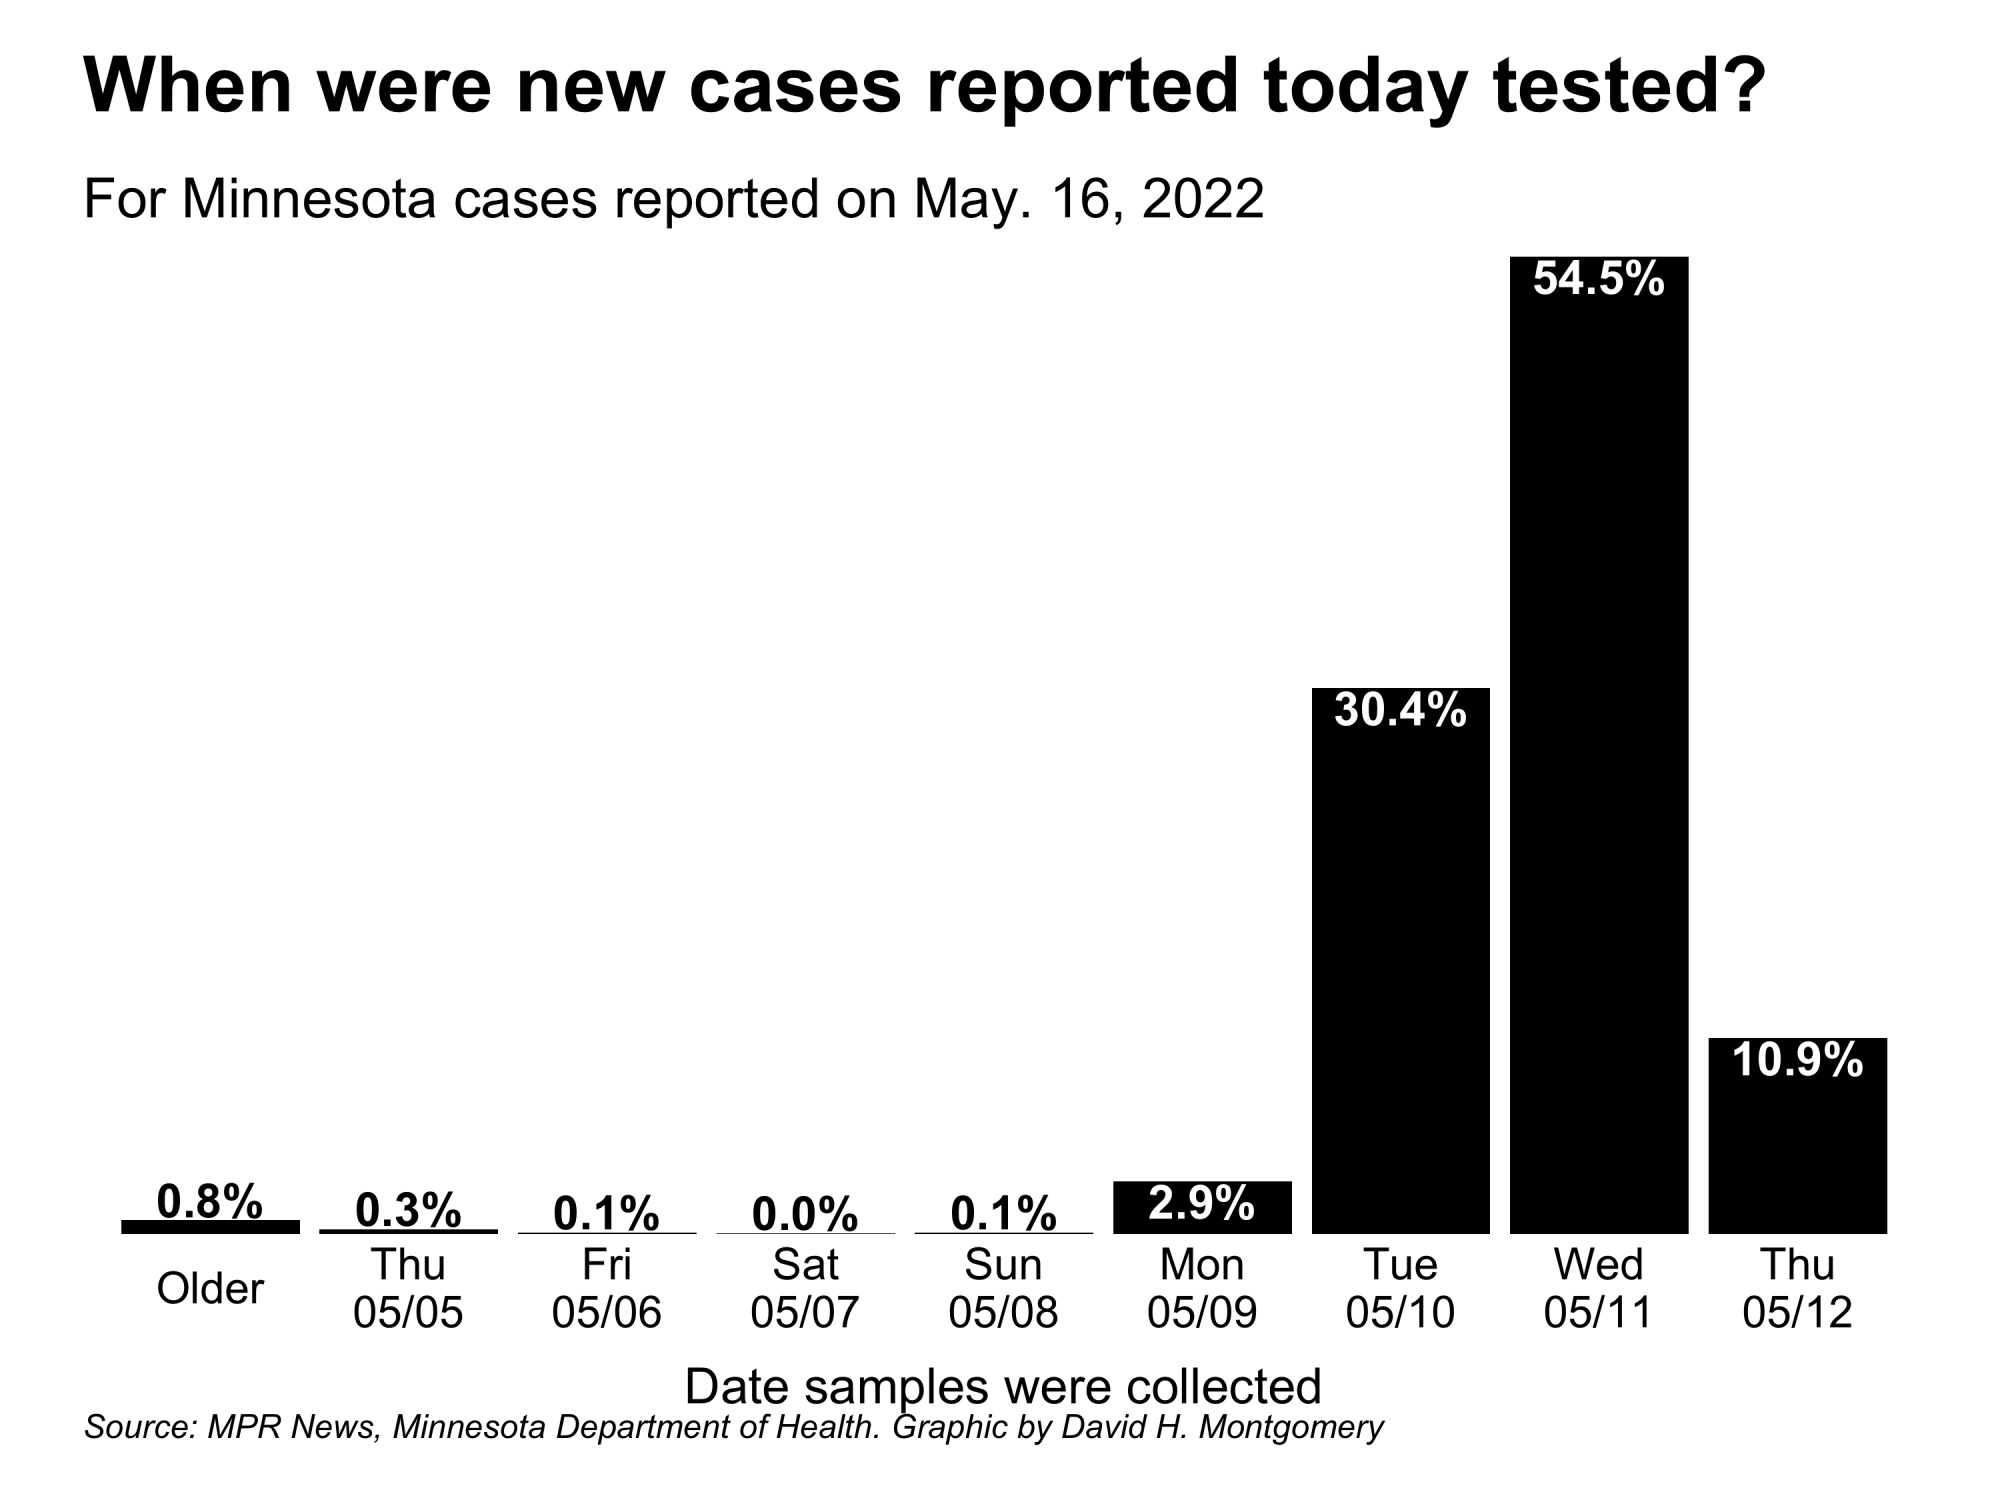 When were new cases reported today tested?
For Minnesota cases reported on May. 16, 2022
54.5%
30.4%
10.9%
0.8% 0.3% 0.1% 0.0% 0.1% 2.9%
Older Thu Fri Sat Sun Mon Tue Wed Thu
05/05 05/06 05/07 05/08 05/09 05/10 05/11 05/12
Date samples were collected
Source: MPR News, Minnesota Department of Health. Graphic by David H. Montgomery